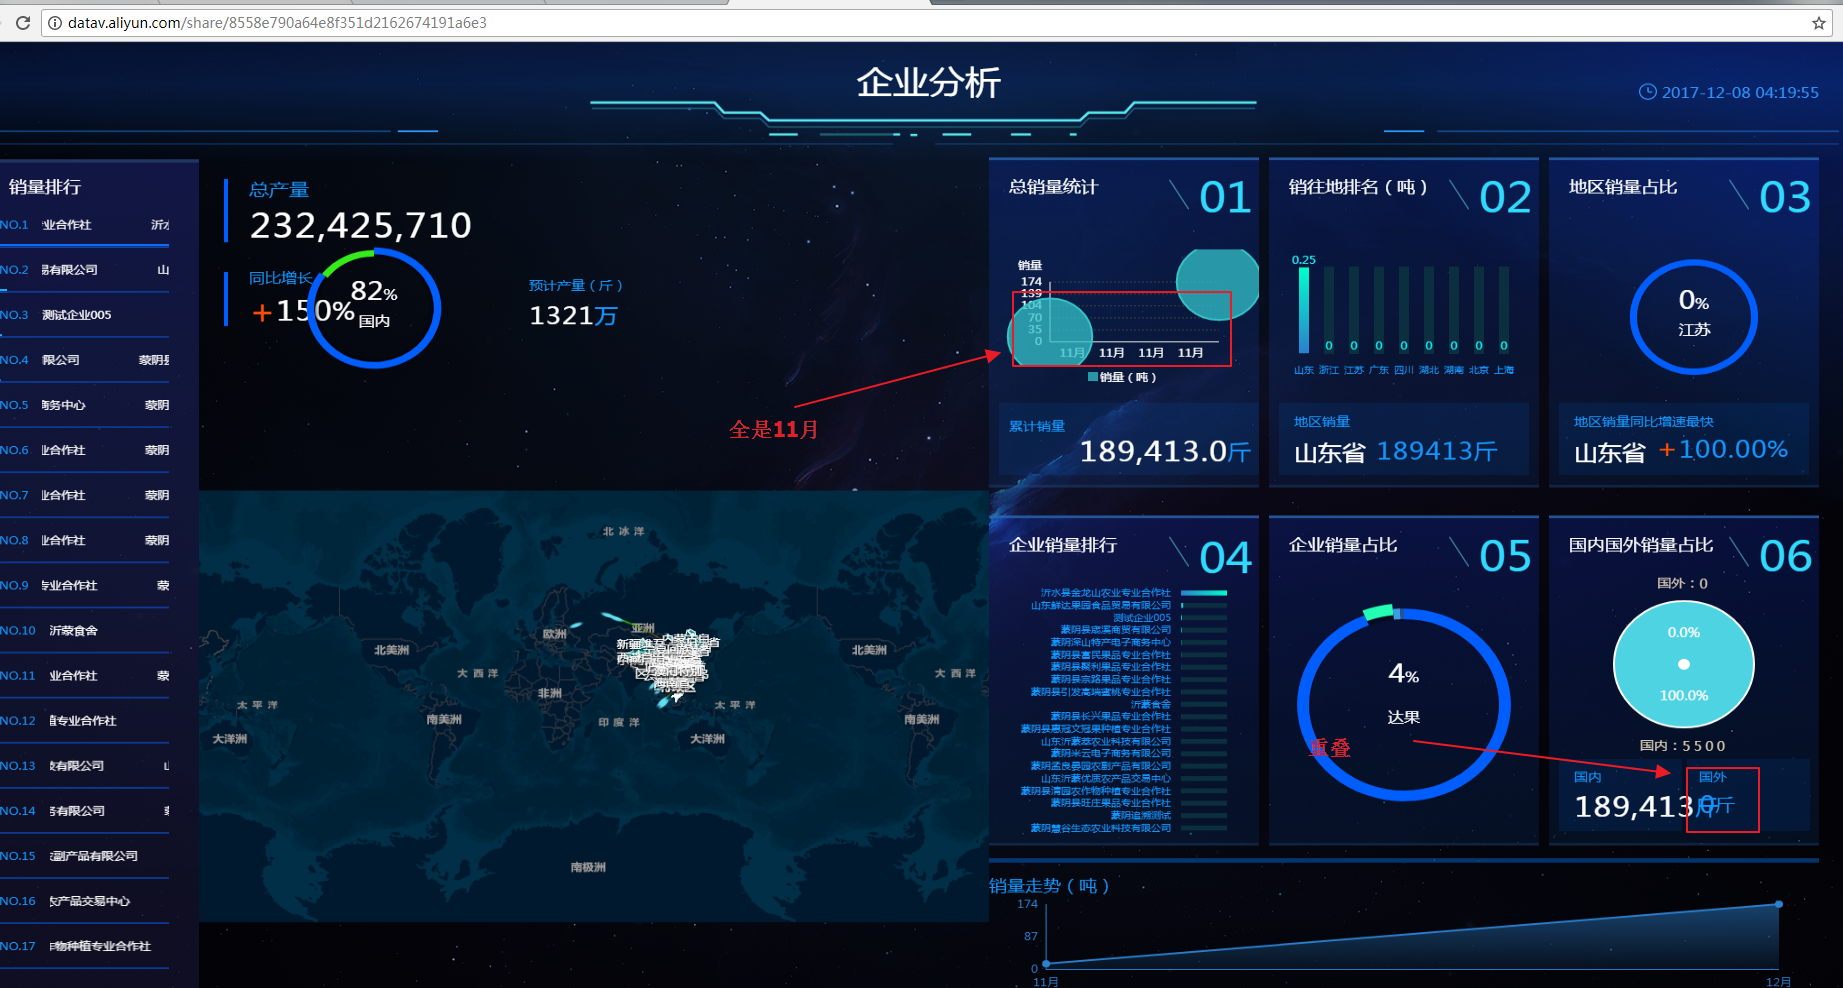 datav.aliyun.com/share/8558e790a64e8f351d2162674191a6e3
企业分析
2017-12-08 04:19:55
销量排行
NO.1 业合作社 沂水
NO.2 易有限公司 山
NO.3 测试企业005
NO.4 限公司 蒙阴县
NO.5 商务中心 蒙阴
NO.6 业合作社 蒙阴
NO.7 业合作社 蒙阴
NO.8 业合作社 蒙阴
NO.9 专业合作社 蒙
NO.10 沂蒙食舍
NO.11 业合作社 蒙
NO.12 植专业合作社
NO.13 技有限公司 山
NO.14 务有限公司 蒙
NO.15 农副产品有限公司
NO.16 农产品交易中心
NO.17 作物种植专业合作社
总产量
232,425,710
同比增长
+150%
82%
国内
预计产量（斤）
1321万
全是11月
北冰洋
欧洲
亚洲
北美洲
大西洋
非洲
太平洋
印度洋
南美洲
大洋洲
北美洲
大西洋
太平洋
大洋洲
南美洲
南极洲
总销量统计
01
销量
174
139
104
70
35
0
11月 11月 11月 11月
销量（吨）
累计销量
189,413.0斤
销往地排名（吨）
02
0.25
0 0 0 0 0 0 0 0
山东 浙江 江苏 广东 四川 湖北 湖南 北京 上海
地区销量
山东省 189413斤
地区销量占比
03
0%
江苏
地区销量同比增速最快
山东省 +100.00%
企业销量排行
04
沂水县金龙山农业专业合作社
山东鲜达果园食品贸易有限公司
测试企业005
蒙阴深山特产电子商务中心
蒙阴县富民果品专业合作社
蒙阴县聚利果品专业合作社
蒙阴县宗路果品专业合作社
蒙阴县引发高端蜜桃专业合作社
沂蒙食舍
蒙阴县长兴果品专业合作社
蒙阴县惠冠文冠果种植专业合作社
山东沂蒙萃农业科技有限公司
蒙阴米云电子商务有限公司
蒙阴孟良崮园农副产品有限公司
山东沂蒙优质农产品交易中心
蒙阴县清园农作物种植专业合作社
蒙阴县旺庄果品专业合作社
蒙阴追溯测试
蒙阴慧谷生态农业科技有限公司
企业销量占比
05
4%
达果
重叠
国内国外销量占比
06
国外：0
0.0%
100.0%
国内：5500
国内
189,413斤
国外
0斤
销量走势（吨）
174
87
0
11月
12月